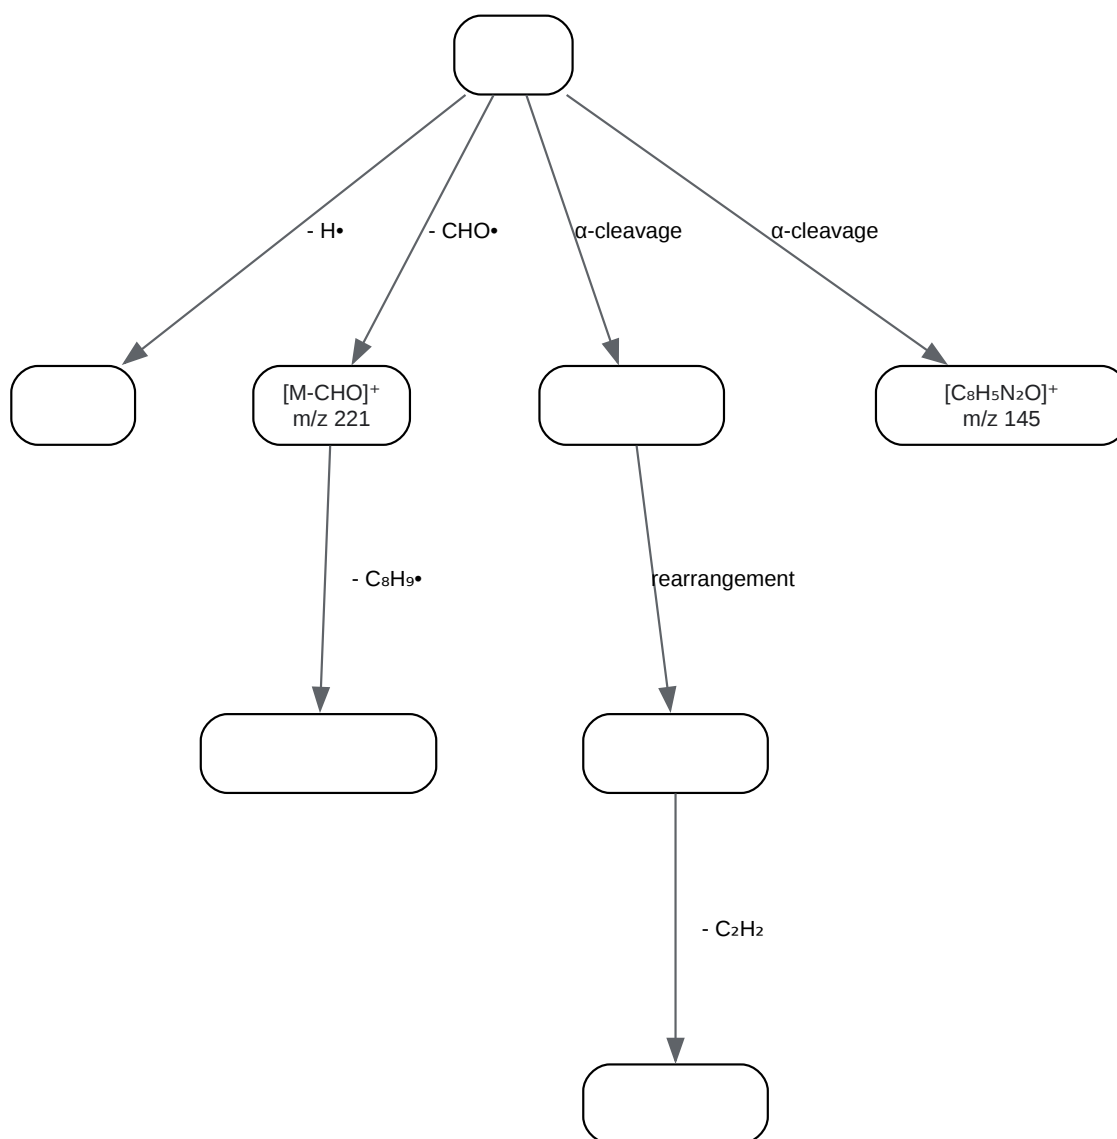 - H•
- CHO•
α-cleavage
α-cleavage
[M-CHO]⁺
m/z 221
[C₈H₅N₂O]⁺
m/z 145
- C₈H₉•
rearrangement
- C₂H₂